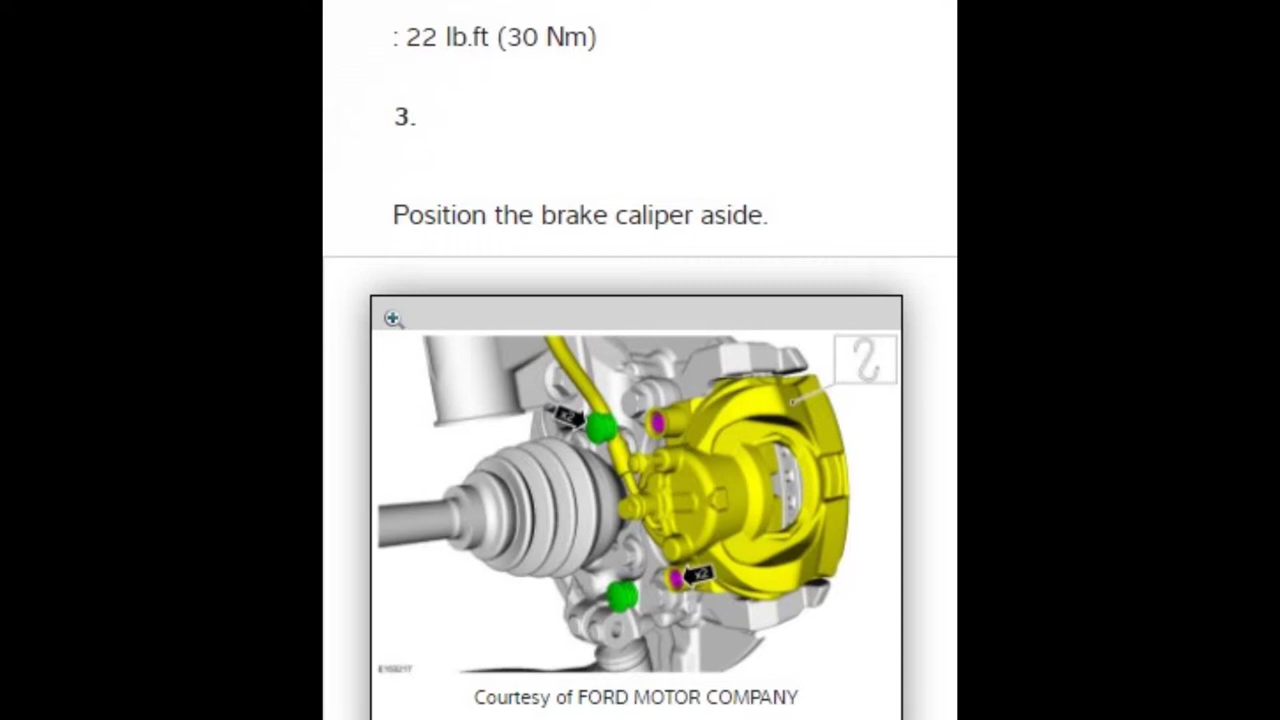 : 22 lb.ft (30 Nm)
3.
Position the brake caliper aside.
x2
x2
Courtesy of FORD MOTOR COMPANY